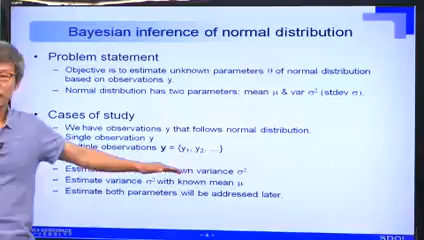 Bayesian inference of normal distribution
• Problem statement
– Objective is to estimate unknown parameters θ of normal distribution
based on observations y.
– Normal distribution has two parameters: mean μ & var σ² (stdev σ).
• Cases of study
– We have observations y that follows normal distribution.
Single observation y
Multiple observations y = {y₁, y₂, …}
variance σ²
– Estimate variance σ² with known mean μ
– Estimate both parameters will be addressed later.
- 4 -